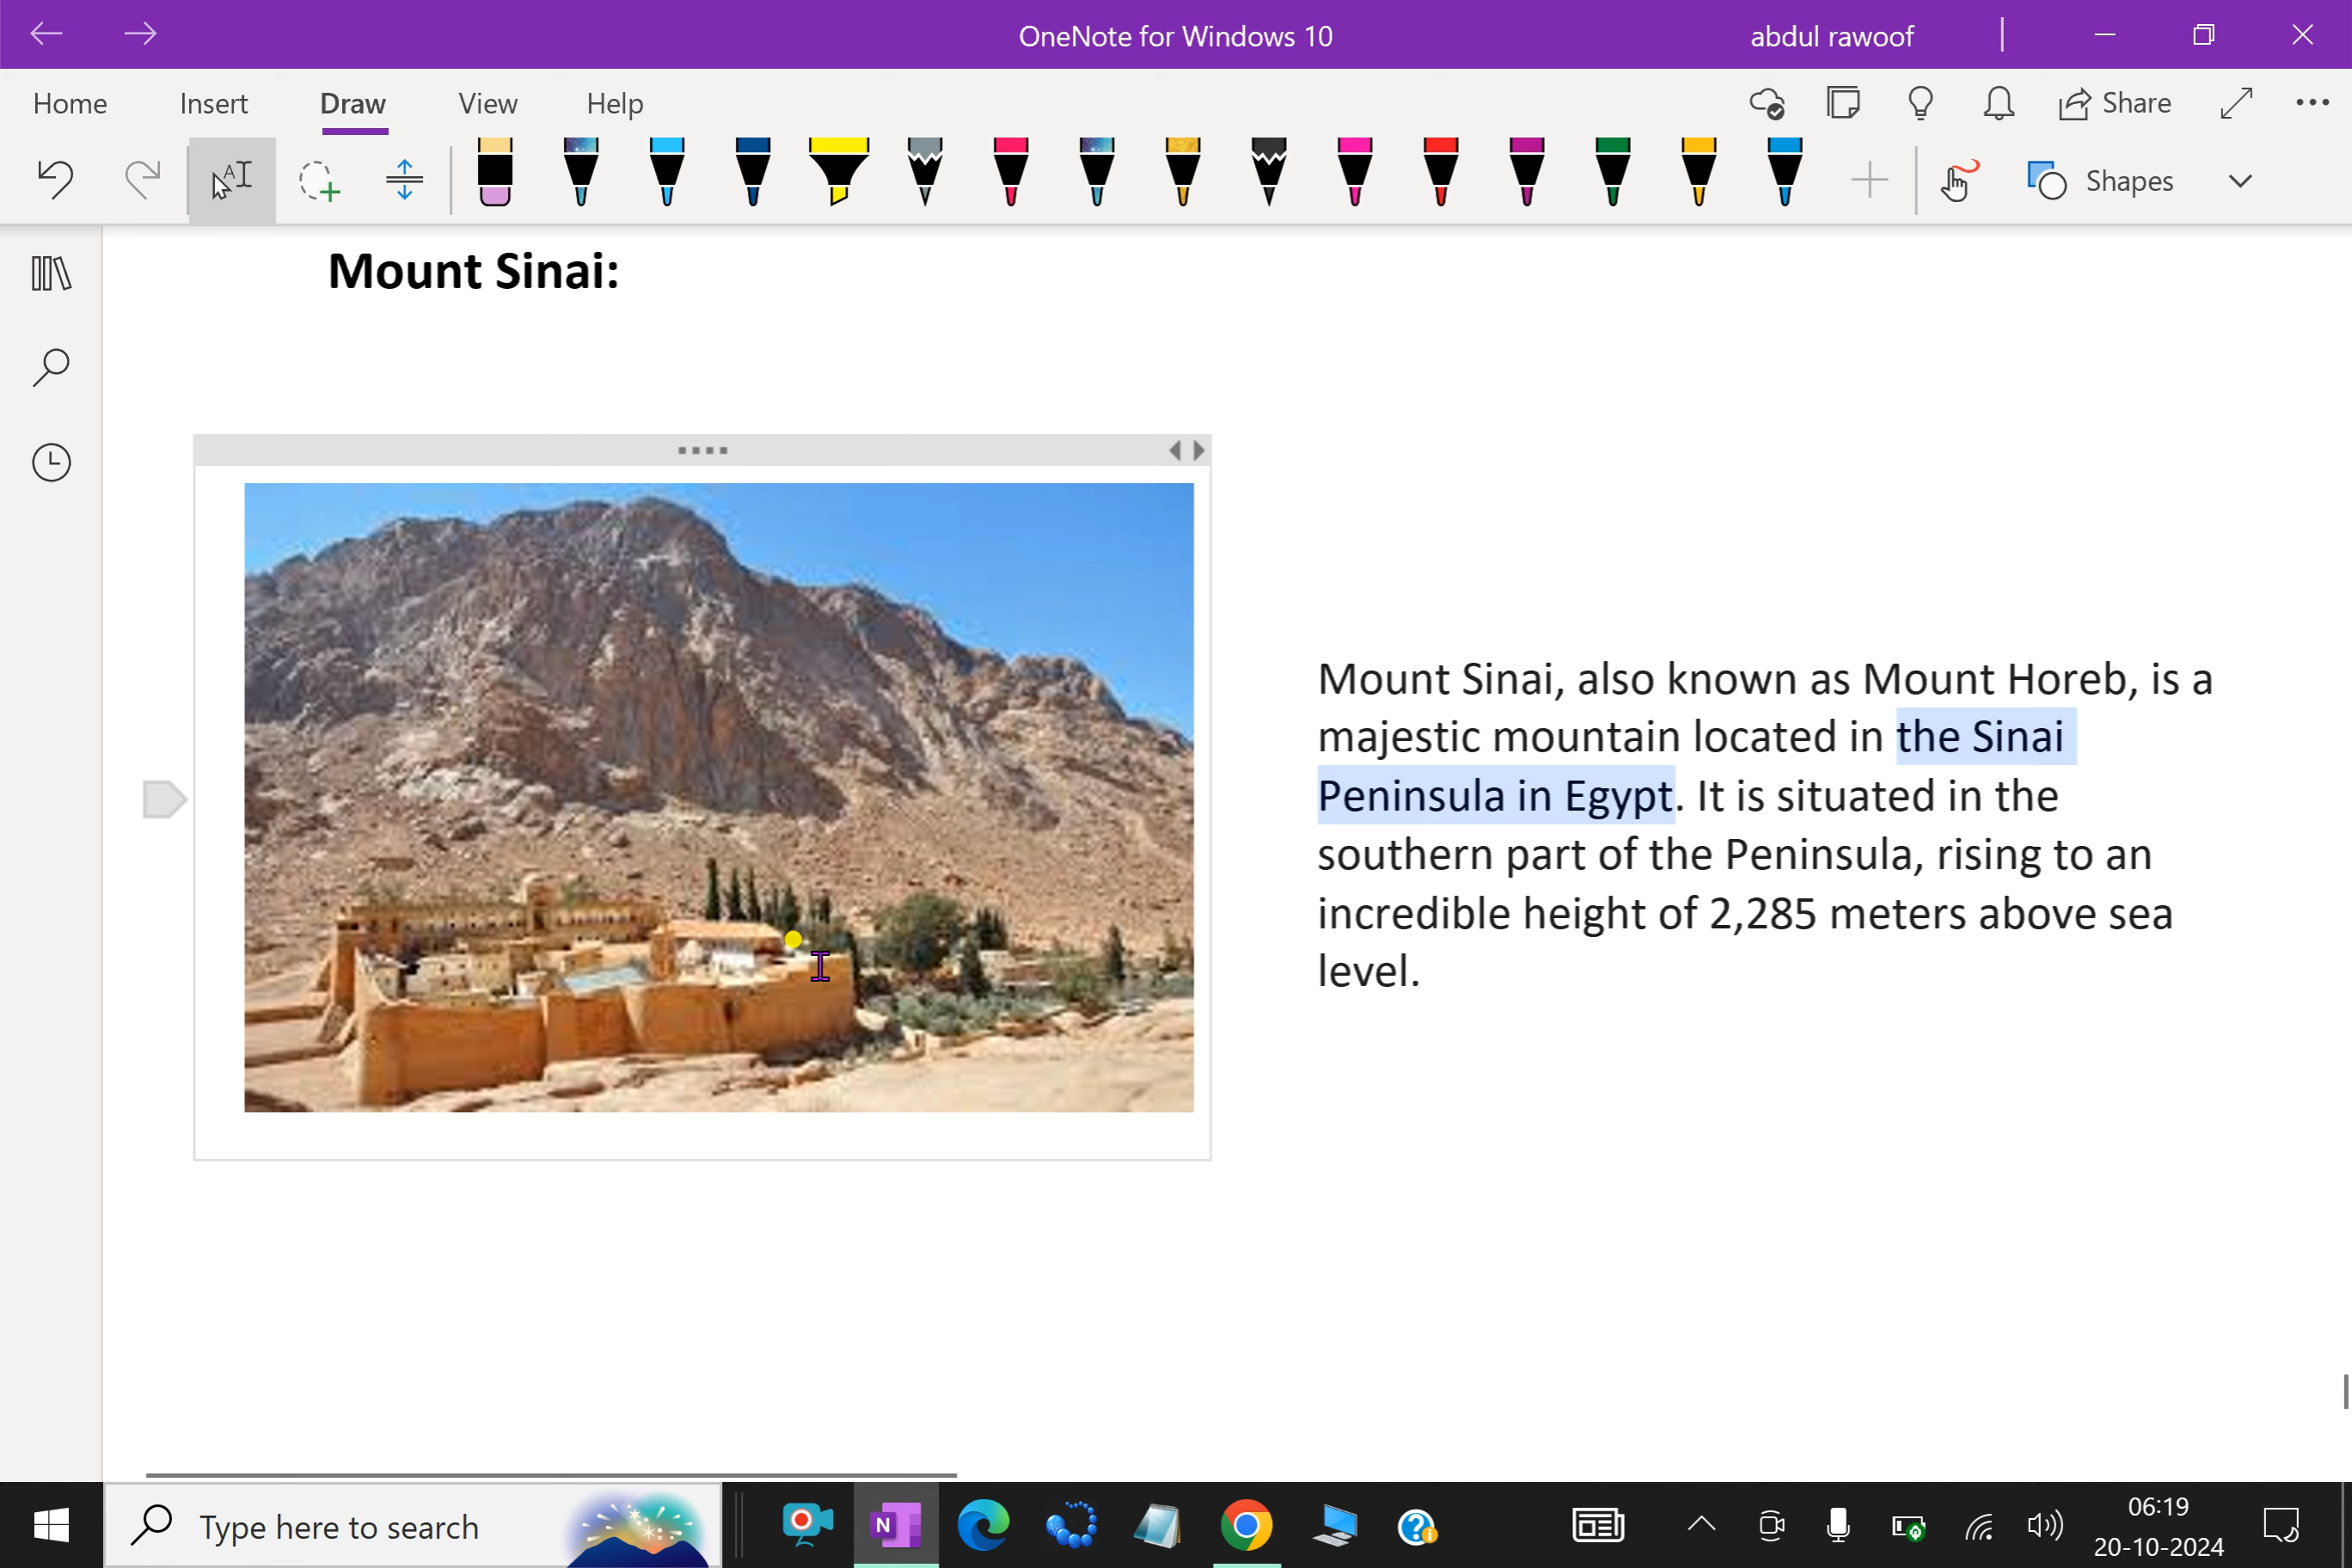 OneNote for Windows 10
abdul rawoof
Home
Insert
Draw
View
Help
Share
Shapes
Mount Sinai:
Mount Sinai, also known as Mount Horeb, is a
majestic mountain located in the Sinai
Peninsula in Egypt. It is situated in the
southern part of the Peninsula, rising to an
incredible height of 2,285 meters above sea
level.
Type here to search
N
06:19
20-10-2024